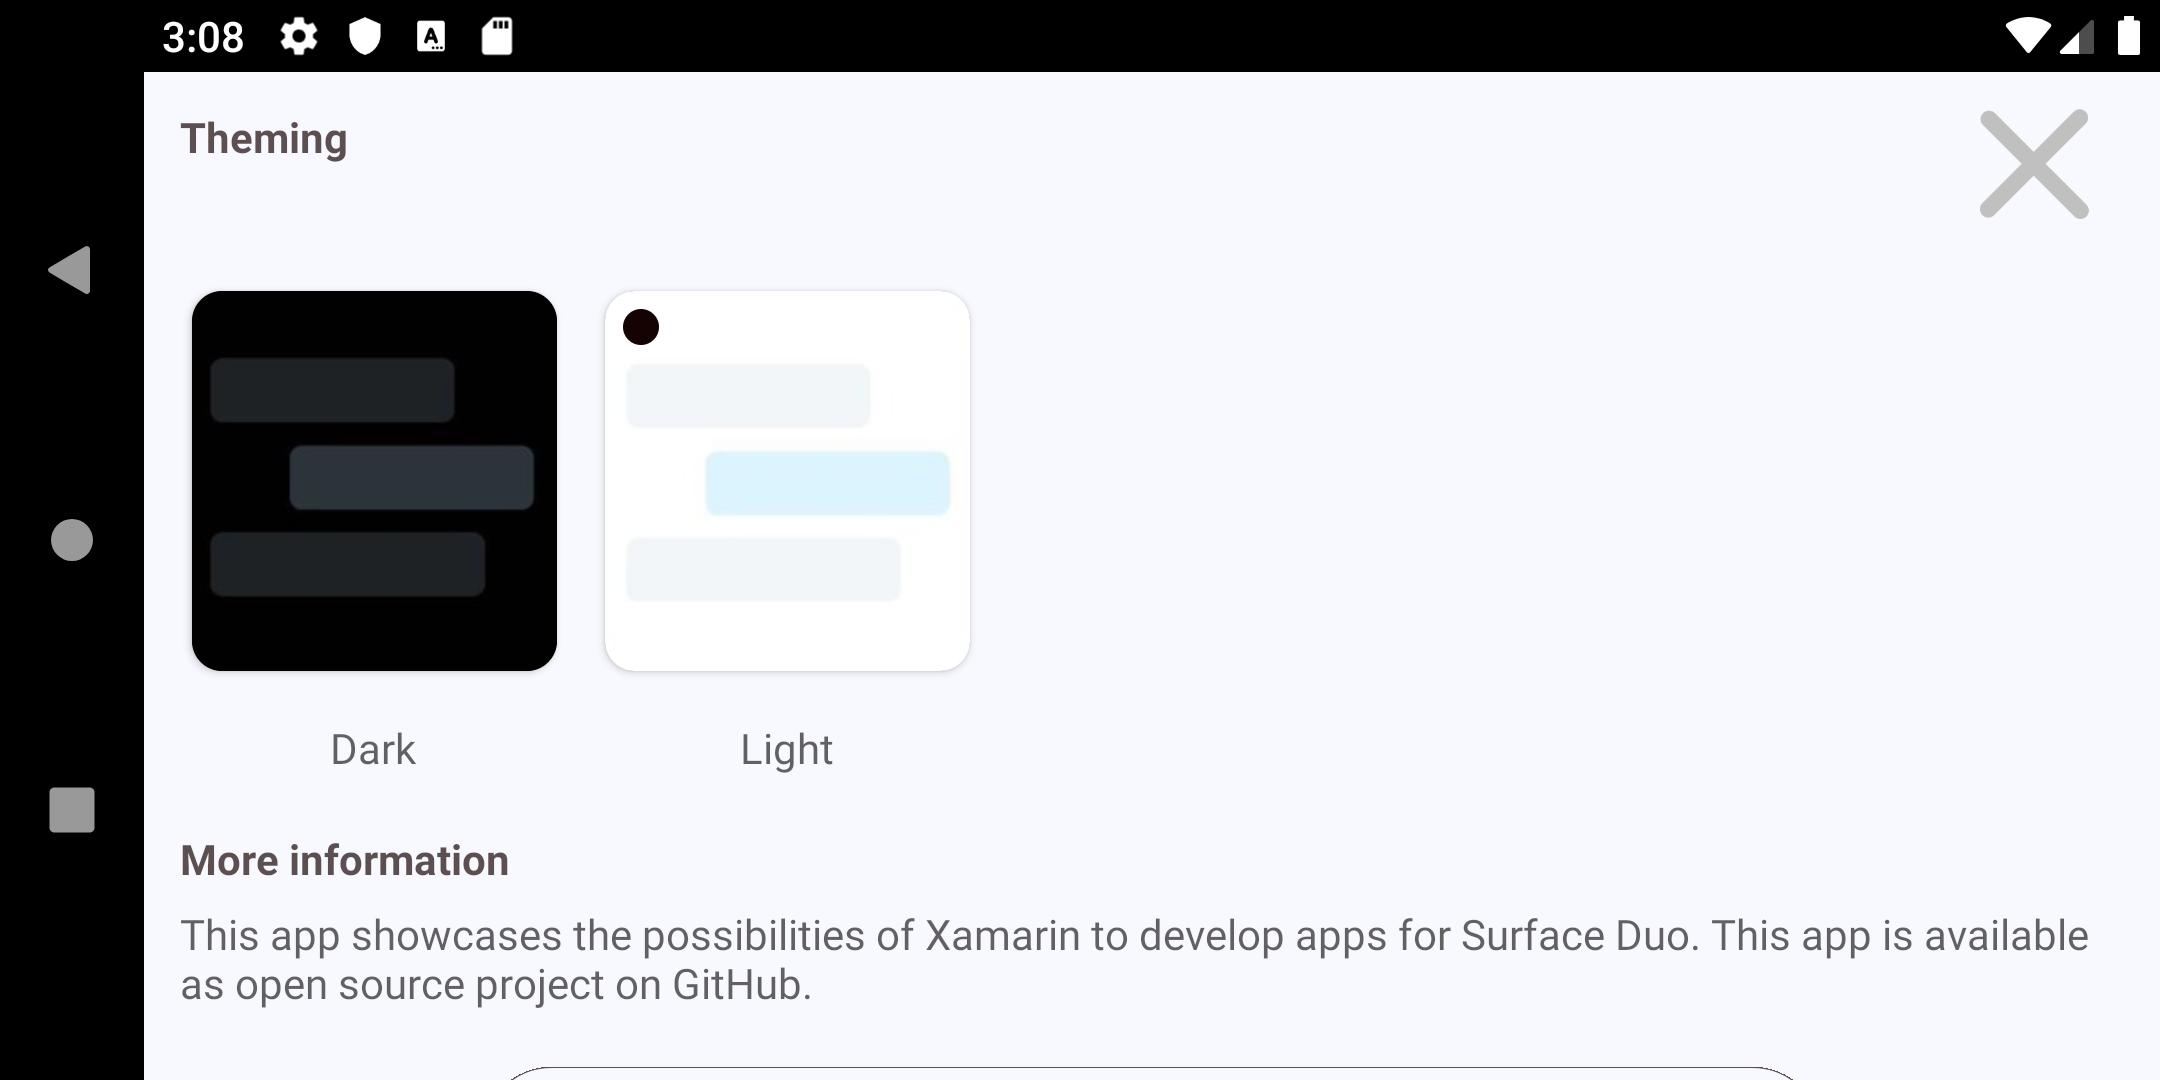 3:08
Theming
Dark
Light
More information
This app showcases the possibilities of Xamarin to develop apps for Surface Duo. This app is available
as open source project on GitHub.